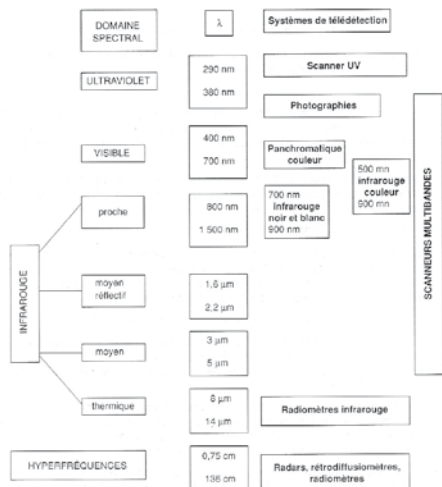 DOMAINE
SPECTRAL
λ
Systèmes de télédétection
ULTRAVIOLET
290 nm
380 nm
Scanner UV
Photographies
VISIBLE
400 nm
700 nm
Panchromatique
couleur
500 mn
infrarouge
couleur
900 mn
SCANNEURS MULTIBANDES
INFRAROUGE
proche
800 nm
1 500 nm
700 nm
Infrarouge
noir et blanc
900 nm
moyen
réflectif
1,6 µm
2,2 µm
moyen
3 µm
5 µm
thermique
8 µm
14 µm
Radiomètres infrarouge
HYPERFRÉQUENCES
0,75 cm
136 cm
Radars, rétrodiffusiomètres,
radiomètres